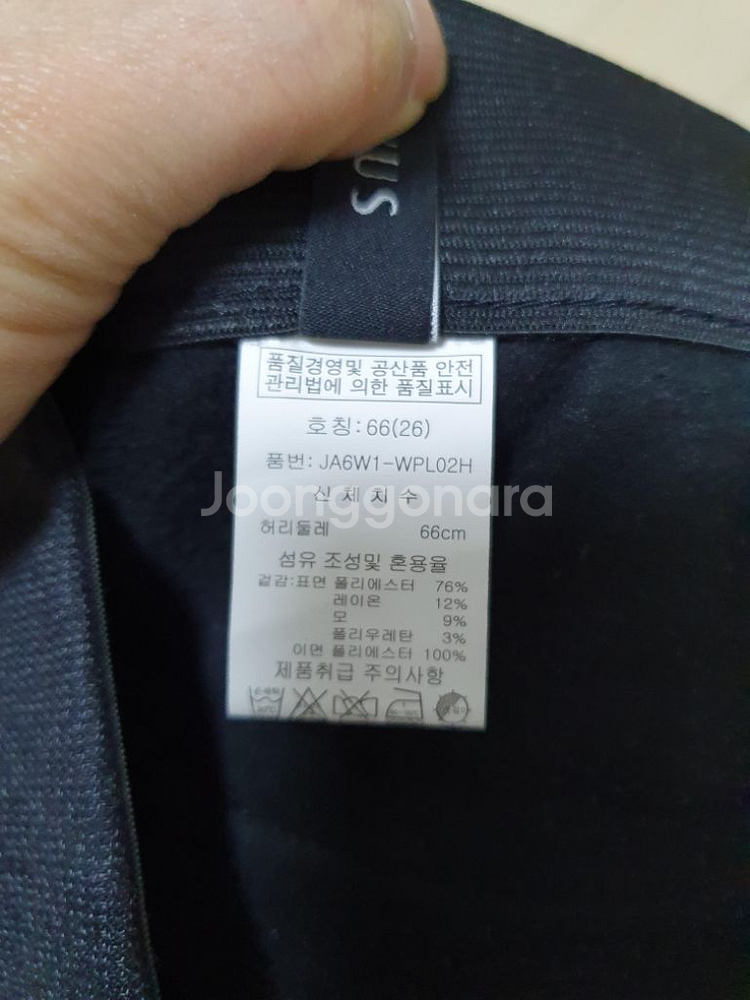 nus
품질경영및 공산품 안전
관리법에 의한 품질표시
호칭: 66(26)
품번: JA6W1-WPL02H
Joonggonara
신체치수
허리둘레 66cm
섬유 조성및 혼용율
겉감:표면 폴리에스터 76%
레이온 12%
모 9%
폴리우레탄 3%
이면 폴리에스터 100%
제품취급 주의사항